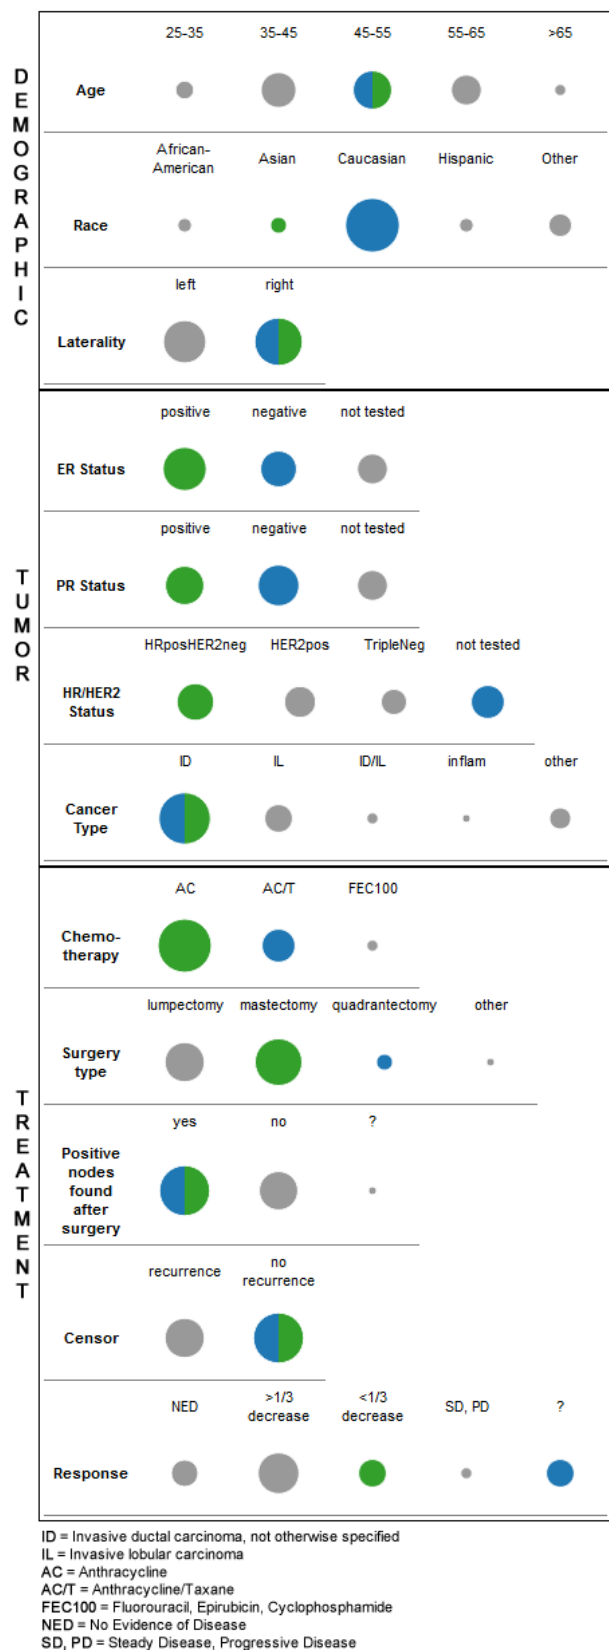 DEMOGRAPHIC
25-35 35-45 45-55 55-65 >65
Age
African-
American Asian Caucasian Hispanic Other
Race
left right
Laterality
TUMOR
positive negative not tested
ER Status
positive negative not tested
PR Status
HRposHER2neg HER2pos TripleNeg not tested
HR/HER2
Status
ID IL ID/IL inflam other
Cancer
Type
TREATMENT
AC AC/T FEC100
Chemo-
therapy
lumpectomy mastectomy quadrantectomy other
Surgery
type
yes no ?
Positive
nodes
found
after
surgery
recurrence no
recurrence
Censor
NED >1/3
decrease <1/3
decrease SD, PD ?
Response
ID = Invasive ductal carcinoma, not otherwise specified
IL = Invasive lobular carcinoma
AC = Anthracycline
AC/T = Anthracycline/Taxane
FEC100 = Fluorouracil, Epirubicin, Cyclophosphamide
NED = No Evidence of Disease
SD, PD = Steady Disease, Progressive Disease